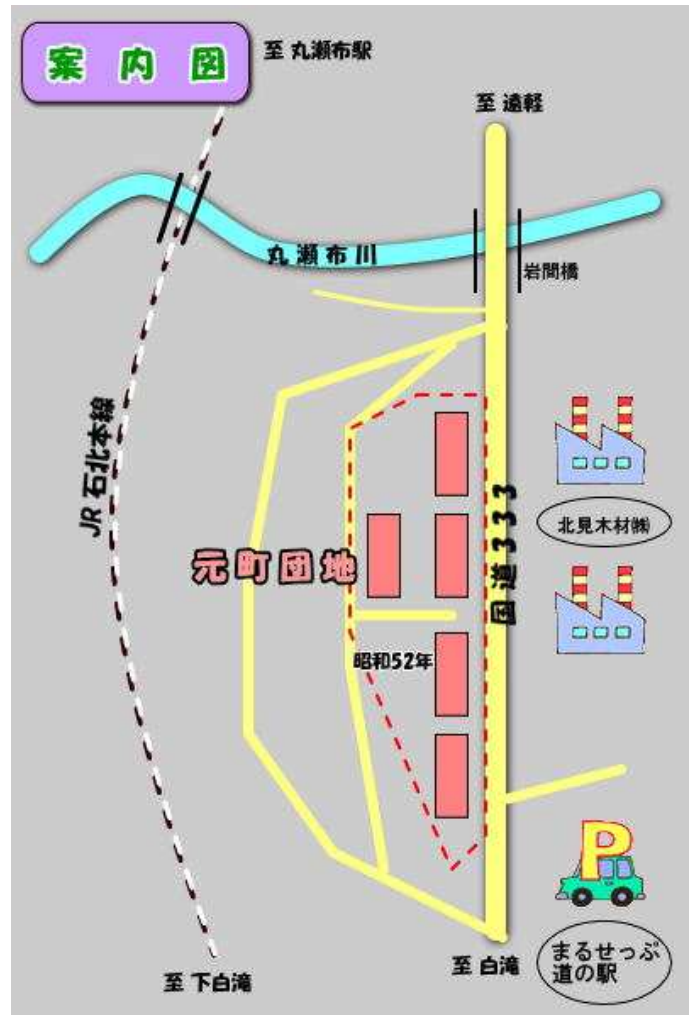 案内図
至 丸瀬布駅
至 遠軽
丸瀬布川
岩間橋
JR 石北本線
国道333
北見木材㈱
元町団地
昭和52年
P
至 下白滝
至 白滝
まるせっぷ
道の駅